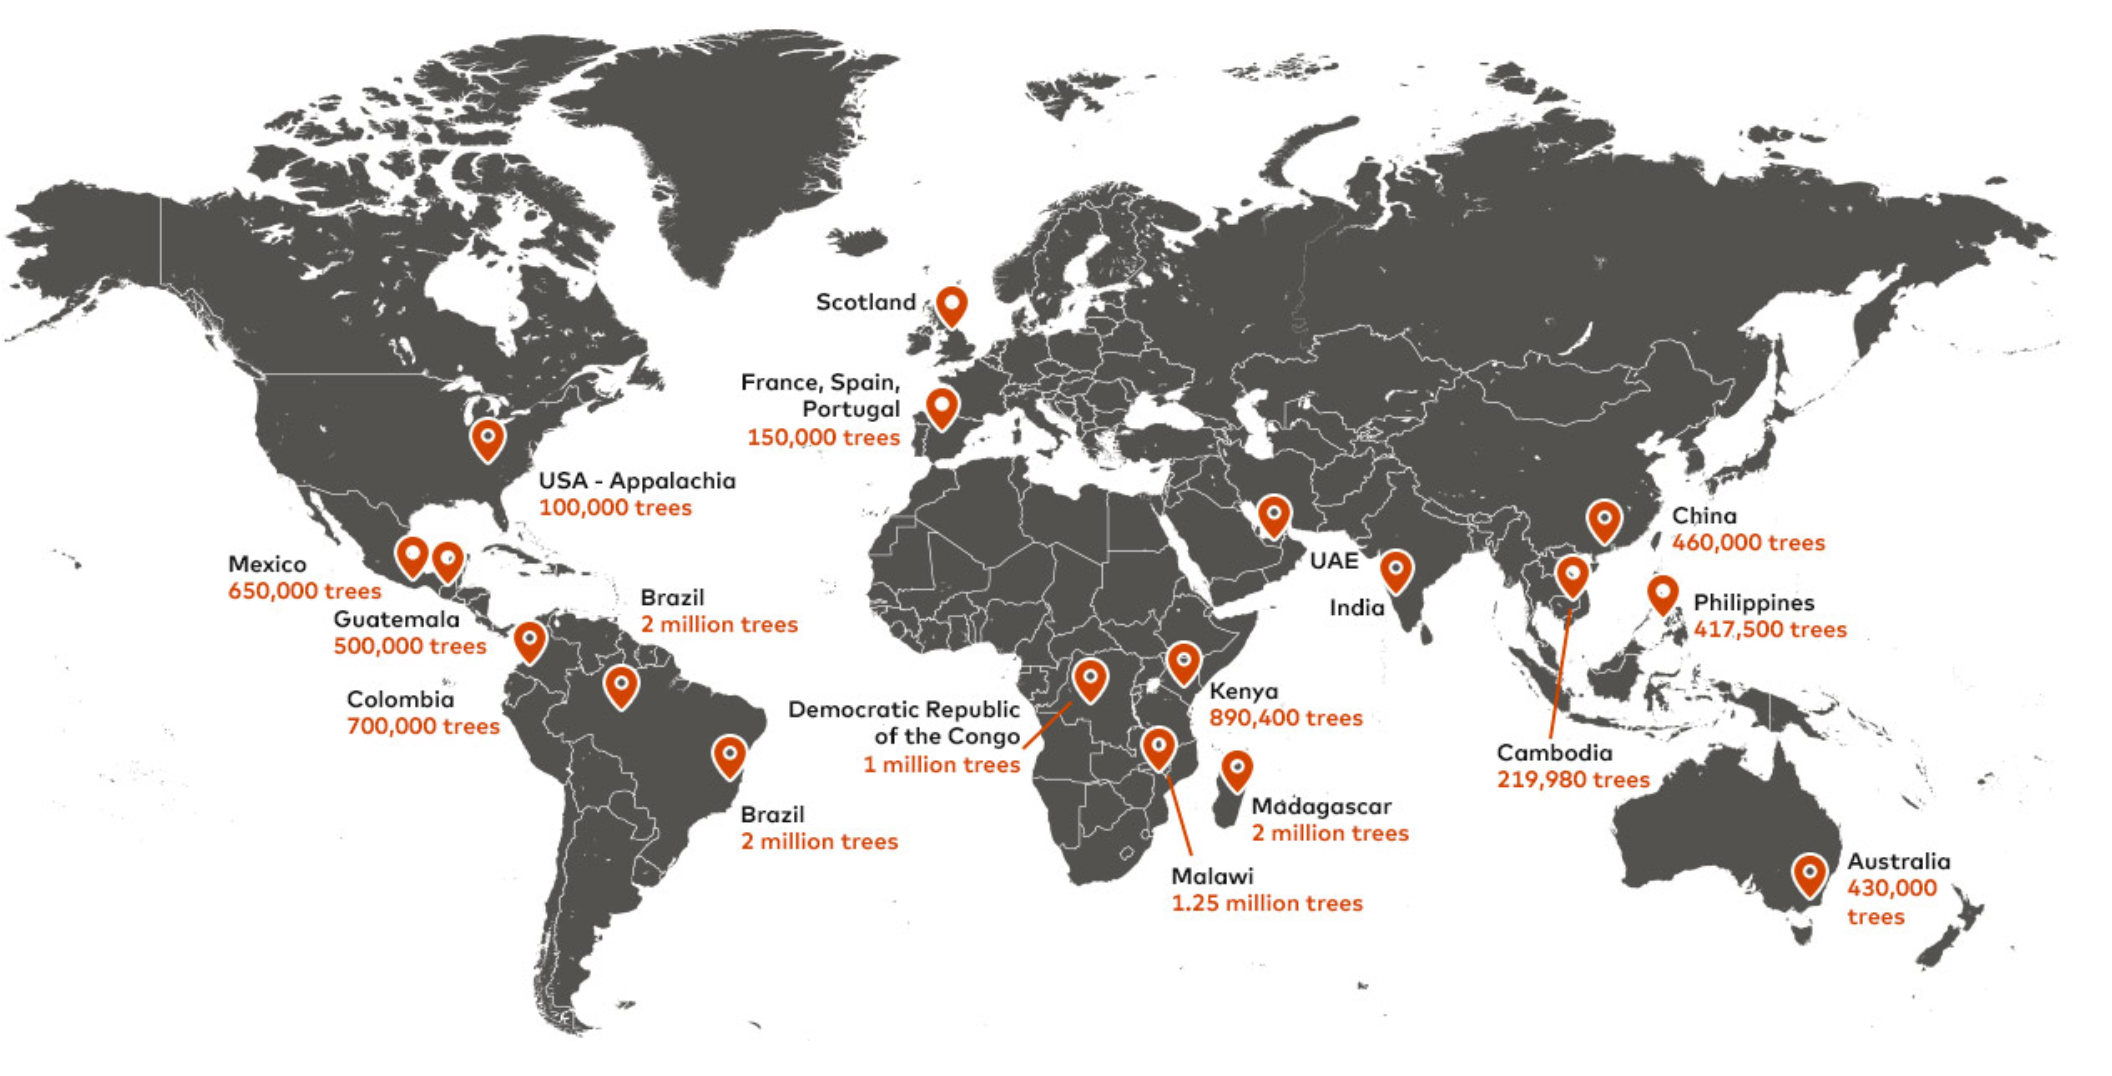 Scotland
France, Spain,
Portugal
150,000 trees
USA - Appalachia
100,000 trees
Mexico
650,000 trees
Guatemala
500,000 trees
Brazil
2 million trees
Colombia
700,000 trees
Brazil
2 million trees
Democratic Republic
of the Congo
1 million trees
Kenya
890,400 trees
Madagascar
2 million trees
Malawi
1.25 million trees
UAE
India
China
460,000 trees
Philippines
417,500 trees
Cambodia
219,980 trees
Australia
430,000
trees